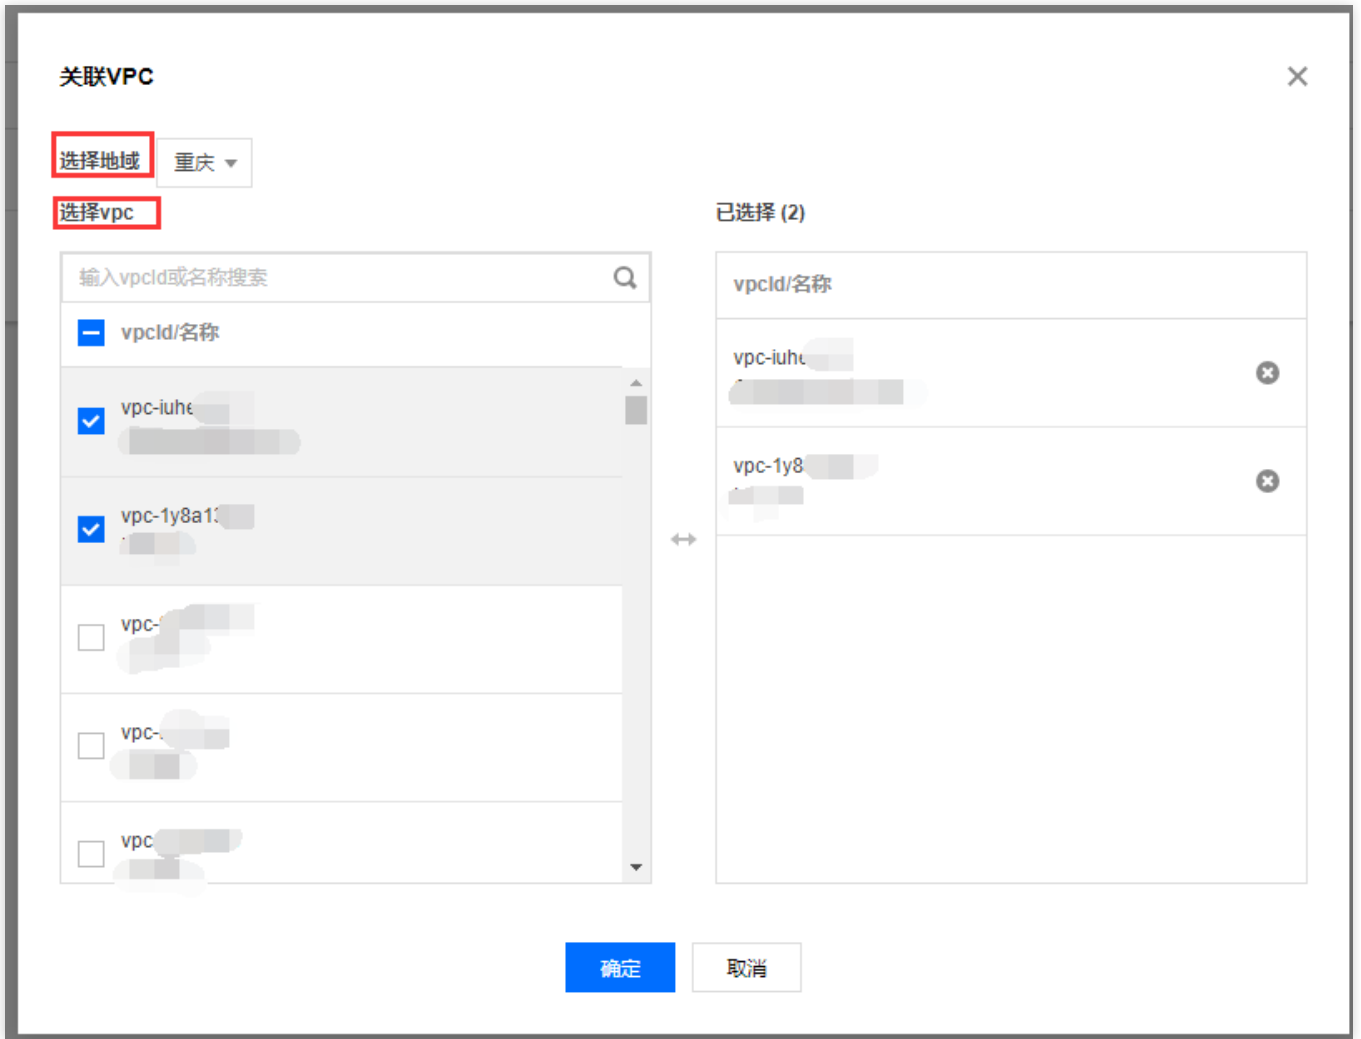 关联VPC
选择地域 重庆
选择vpc
输入vpcId或名称搜索
vpcId/名称
vpc-iuhe
vpc-1y8a13
vpc-
vpc-
vpc
已选择 (2)
vpcId/名称
vpc-iuhe
vpc-1y8
确定 取消